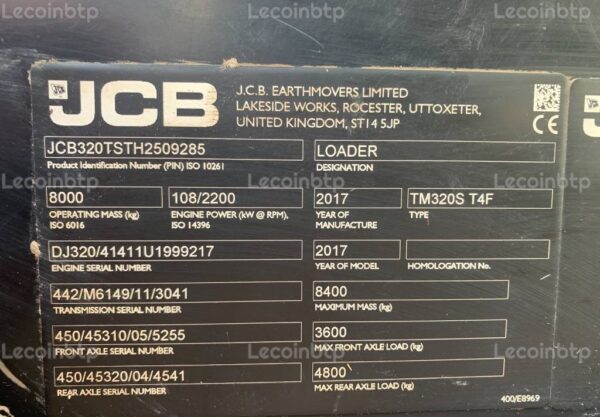 Lecoinbtp Lecoinbtp Lecoinbtp
JCB
J.C.B. EARTHMOVERS LIMITED
LAKESIDE WORKS, ROCESTER, UTTOXETER,
UNITED KINGDOM, ST14 5JP
CE
JCB320TSTH2509285
Product Identification Number (PIN) ISO 10261
LOADER
DESIGNATION
8000
OPERATING MASS (kg)
ISO 6016
108/2200
ENGINE POWER (kW @ RPM),
ISO 14396
2017
YEAR OF
MANUFACTURE
TM320S T4F
TYPE
DJ320/41411U1999217
ENGINE SERIAL NUMBER
2017
YEAR OF MODEL
HOMOLOGATION No.
442/M6149/11/3041
TRANSMISSION SERIAL NUMBER
8400
MAXIMUM MASS (kg)
450/45310/05/5255
FRONT AXLE SERIAL NUMBER
3600
MAX FRONT AXLE LOAD (kg)
450/45320/04/4541
REAR AXLE SERIAL NUMBER
4800
MAX REAR AXLE LOAD (kg)
400/E8969